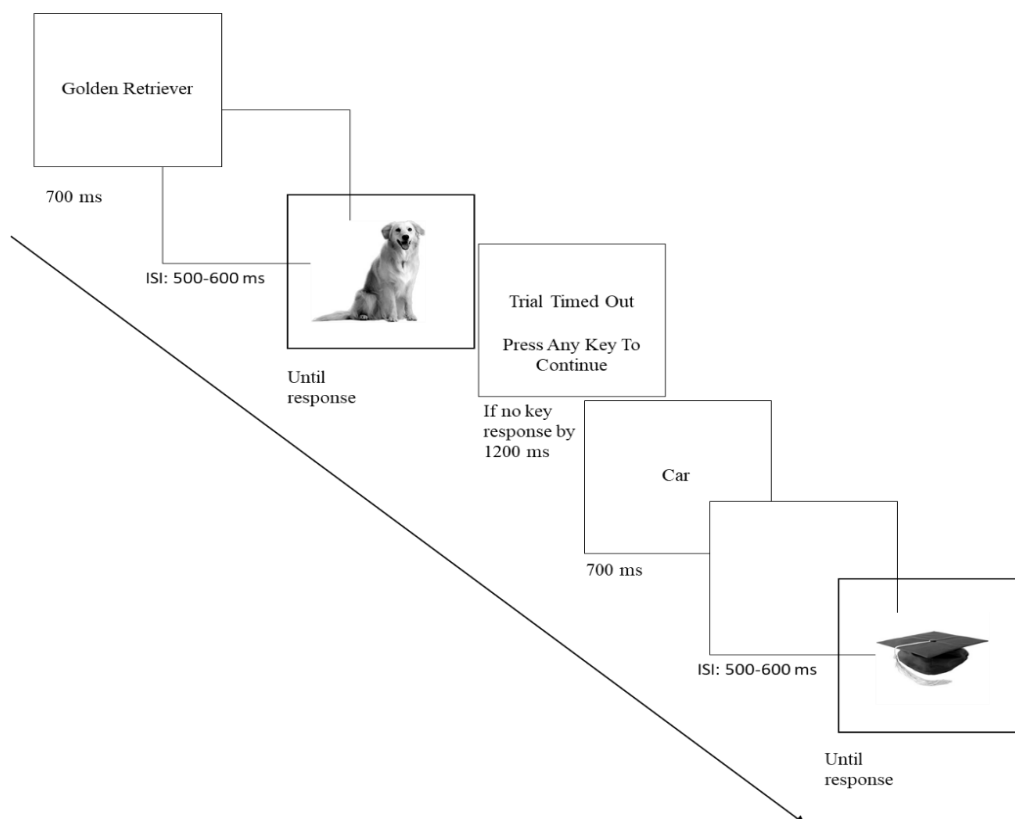 Golden Retriever
700 ms
ISI: 500-600 ms
Until
response
Trial Timed Out
Press Any Key To
Continue
If no key
response by
1200 ms
Car
700 ms
ISI: 500-600 ms
Until
response